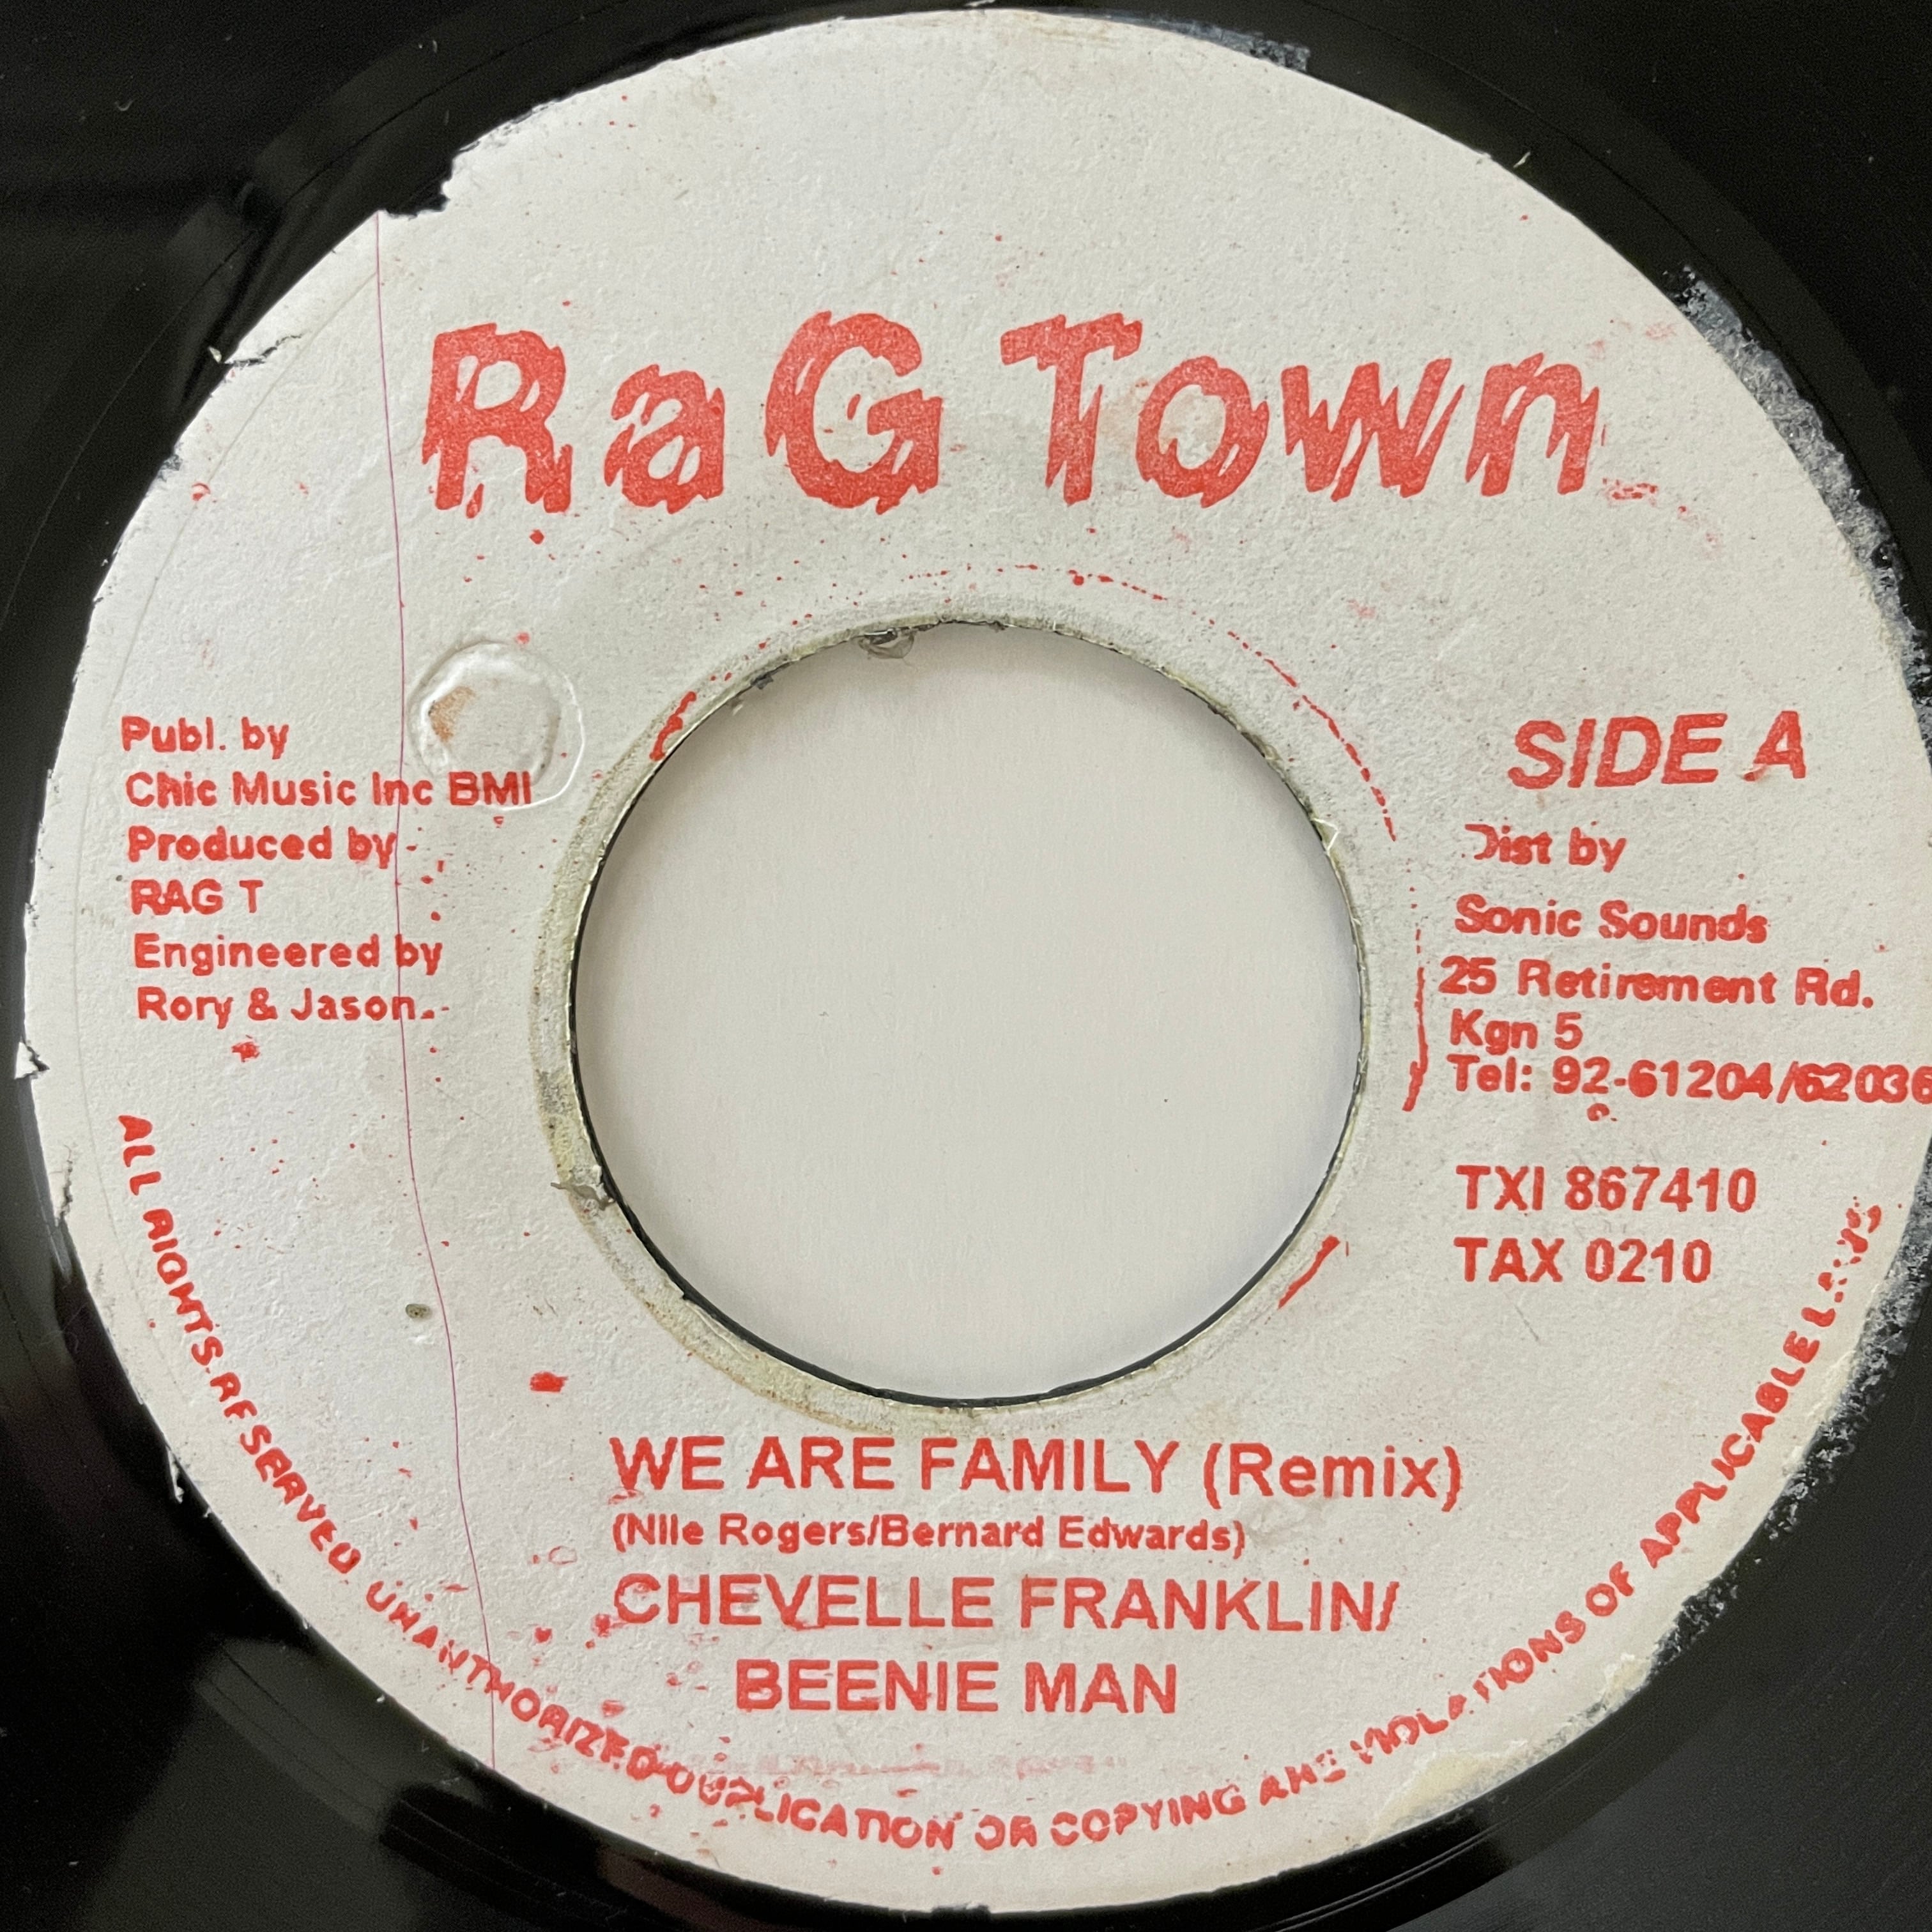 RaG Town
Publ. by
Chic Music Inc BMI
Produced by
RAG T
Engineered by
Rory & Jason.
SIDE A
Dist by
Sonic Sounds
25 Retirement Rd.
Kgn 5
Tel: 92-61204/62036
TXI 867410
TAX 0210
WE ARE FAMILY (Remix)
(Nile Rogers/Bernard Edwards)
CHEVELLE FRANKLIN/
BEENIE MAN
ALL RIGHTS RESERVED UNANTHORIZED DUPLICATION OR COPYING ARE VIOLATIONS OF APPLICABLE LAWS